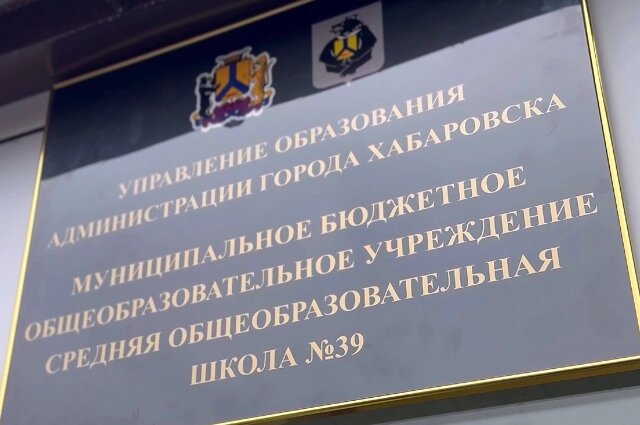 УПРАВЛЕНИЕ ОБРАЗОВАНИЯ
АДМИНИСТРАЦИИ ГОРОДА ХАБАРОВСКА
МУНИЦИПАЛЬНОЕ БЮДЖЕТНОЕ
ОБЩЕОБРАЗОВАТЕЛЬНОЕ УЧРЕЖДЕНИЕ
СРЕДНЯЯ ОБЩЕОБРАЗОВАТЕЛЬНАЯ
ШКОЛА №39